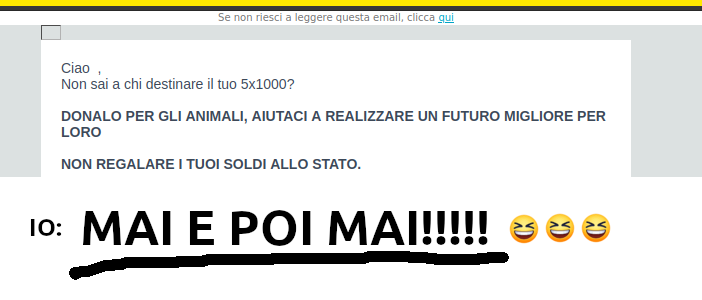 Se non riesci a leggere questa email, clicca qui
Ciao  ,
Non sai a chi destinare il tuo 5x1000?
DONALO PER GLI ANIMALI, AIUTACI A REALIZZARE UN FUTURO MIGLIORE PER
LORO
NON REGALARE I TUOI SOLDI ALLO STATO.
IO: MAI E POI MAI!!!!! 😆😆😆